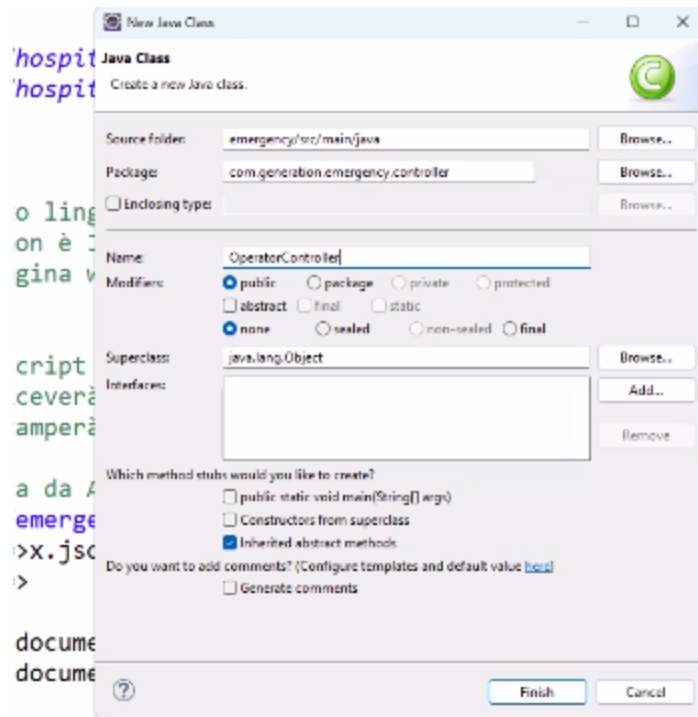 New Java Class
'hospit
Java Class
'hospit
Create a new Java class.
Source folder: emergency/src/main/java Browse...
Package: com.generation.emergency.controller Browse...
o ling Enclosing type: Browse...
on è
gina w
Name: OperatorController
Modifiers: public package private protected
abstract final static
none sealed non-sealed final
Superclass: java.lang.Object Browse...
cript
Interfaces: Add...
ceverà
amperà
Remove
Which method stubs would you like to create?
a da A
public static void main(String[] args)
emerge
Constructors from superclass
>x.jsc
Inherited abstract methods
Do you want to add comments? (Configure templates and default value here)
>
Generate comments
docume
docume
? Finish Cancel